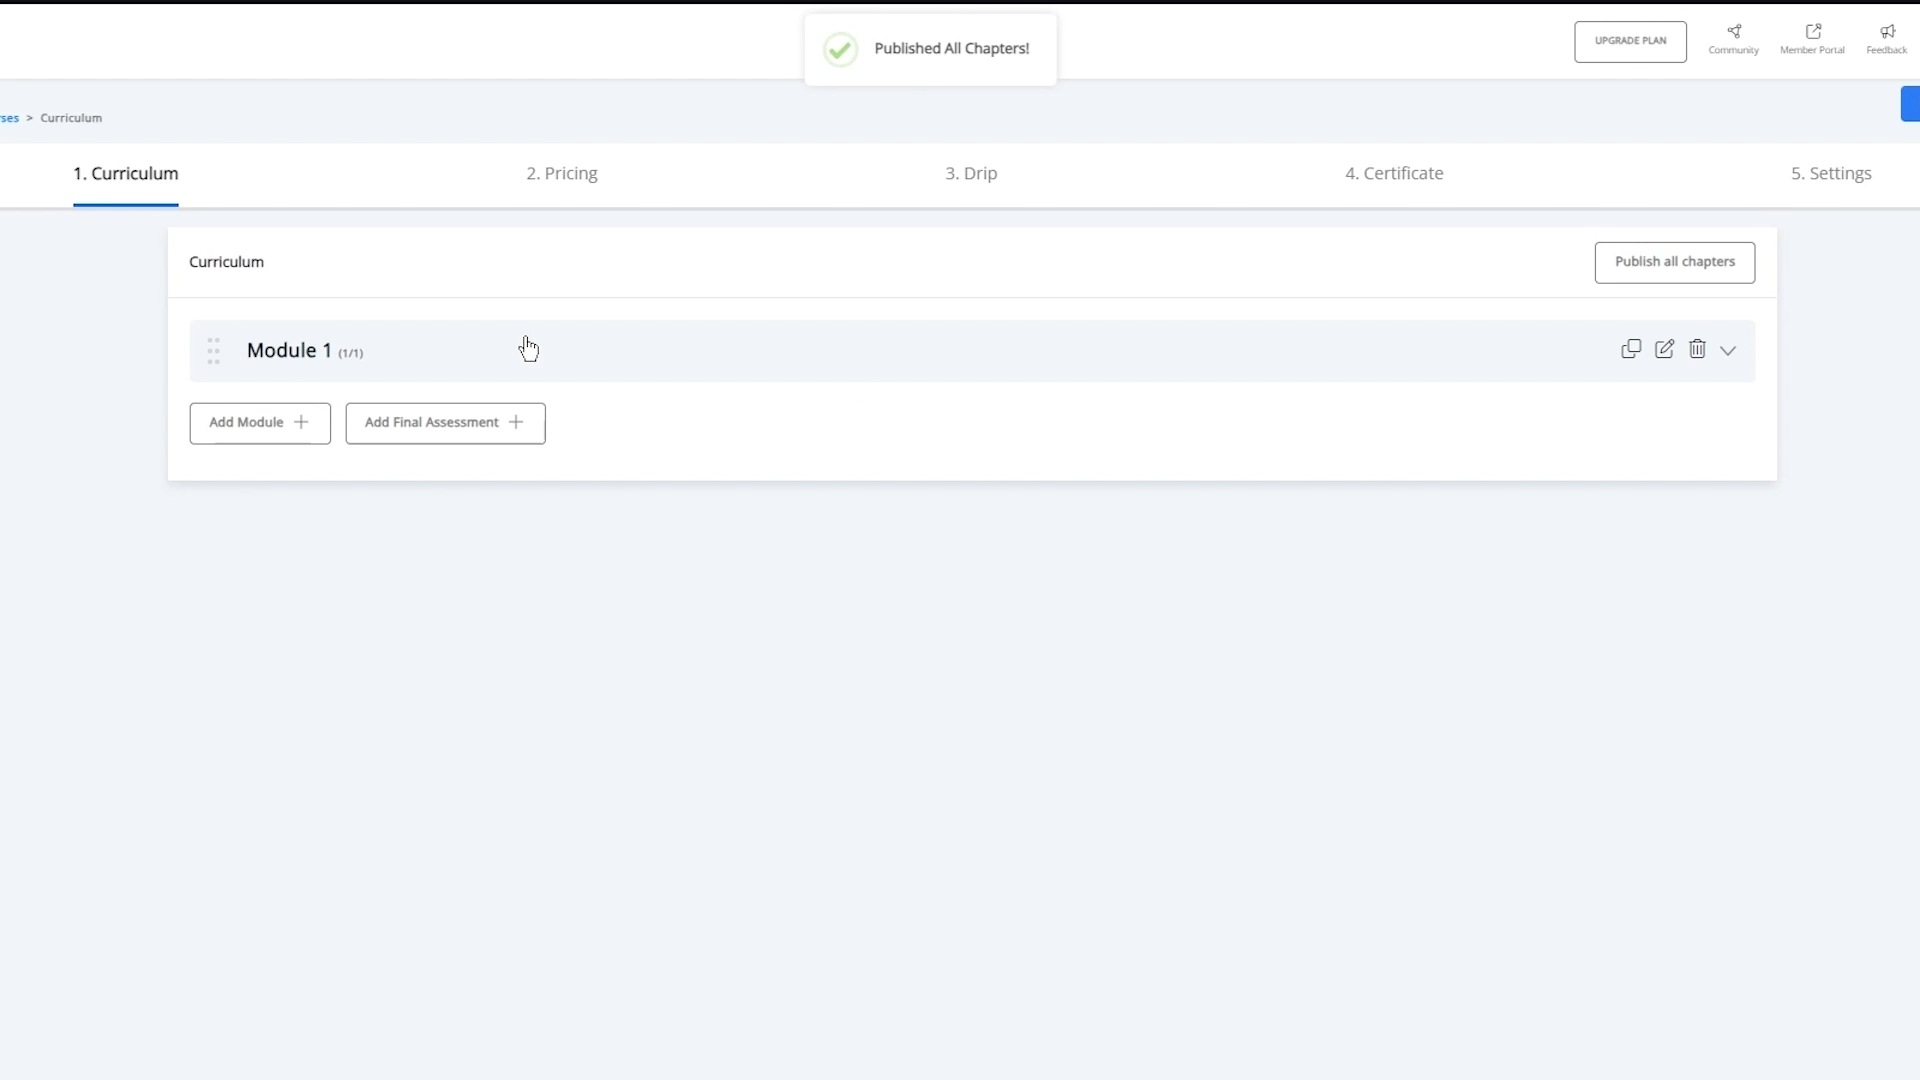 Published All Chapters!
UPGRADE PLAN
Community
Member Portal
Feedback
> Curriculum
1. Curriculum
2. Pricing
3. Drip
4. Certificate
5. Settings
Curriculum
Publish all chapters
Module 1 (1/1)
Add Module +
Add Final Assessment +